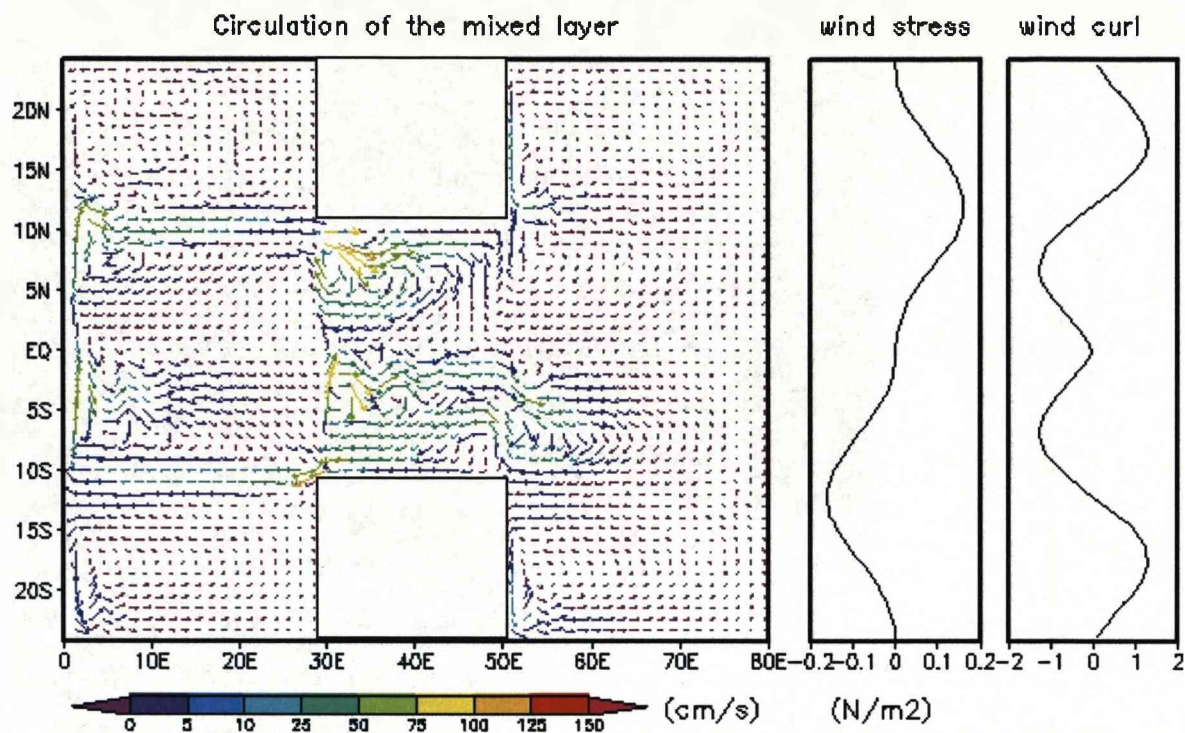 Circulation of the mixed layer
wind stress
wind curl
20N
15N
10N
5N
EQ
5S
10S
15S
20S
0 10E 20E 30E 40E 50E 60E 70E 80E
-0.2 -0.1 0 0.1 0.2
-2 -1 0 1 2
0 5 10 25 50 75 100 125 150
(cm/s)
(N/m2)